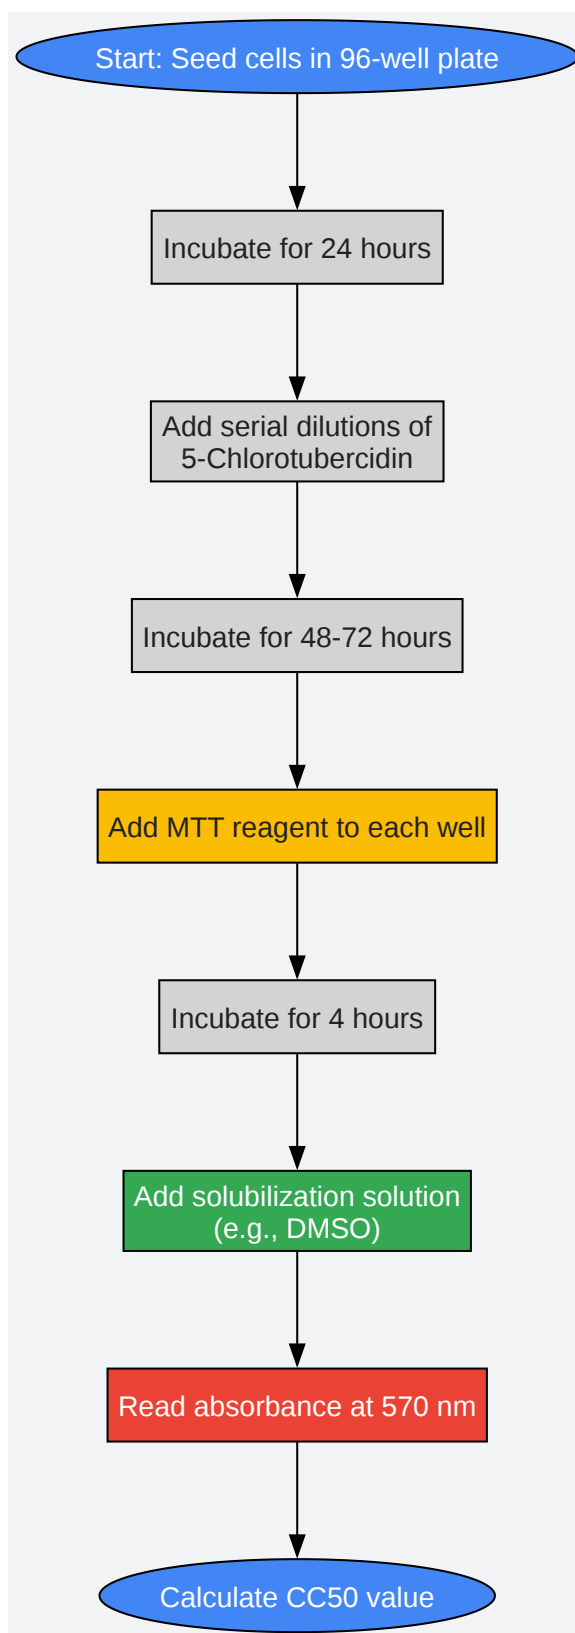 Start: Seed cells in 96-well plate
Incubate for 24 hours
Add serial dilutions of
5-Chlorotubercidin
Incubate for 48-72 hours
Add MTT reagent to each well
Incubate for 4 hours
Add solubilization solution
(e.g., DMSO)
Read absorbance at 570 nm
Calculate CC50 value